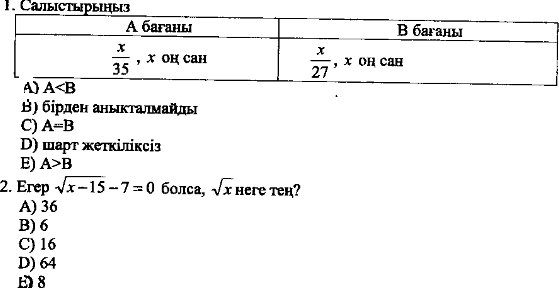 1. Салыстырыңыз
А бағаны	В бағаны
x/35 , x оң сан	x/27 , x оң сан
A) A<B
B) бірден анықталмайды
C) A=B
D) шарт жеткіліксіз
E) A>B
2. Егер √(x−15) − 7 = 0 болса, √x неге тең?
A) 36
B) 6
C) 16
D) 64
E) 8